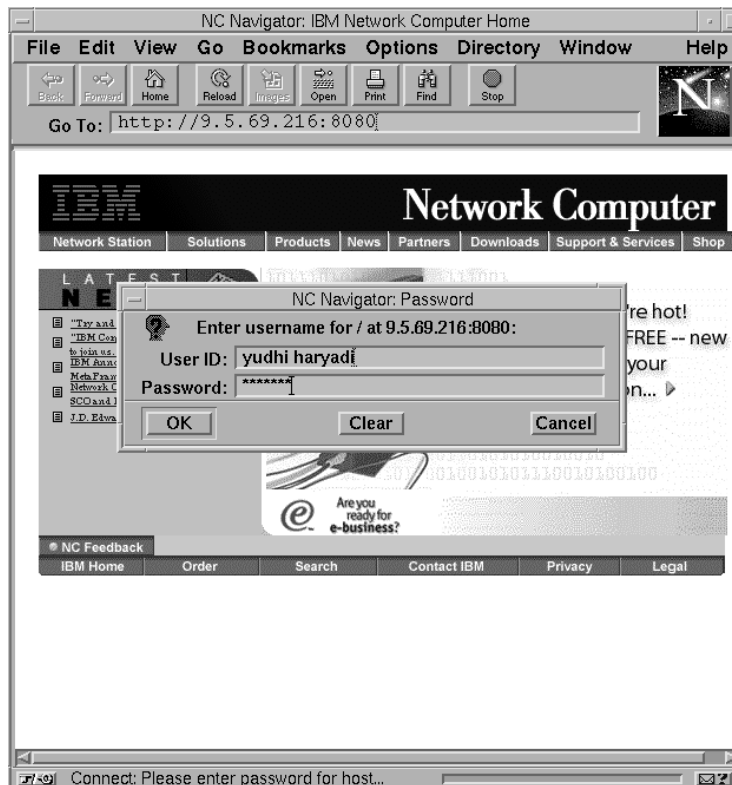 NC Navigator: IBM Network Computer Home
File Edit View Go Bookmarks Options Directory Window Help
Back Forward Home Reload Images Open Print Find Stop
N
Go To: http://9.5.69.216:8080
IBM Network Computer
Network Station Solutions Products News Partners Downloads Support & Services Shop
LATEST
NE
're hot!
FREE -- new
your
n...
"Try and
"IBM Con
to join us.
IBM Anno
MetaFram
Network C
SCO and
J.D. Edwa
NC Navigator: Password
Enter username for / at 9.5.69.216:8080:
User ID: yudhi haryadi
Password: *******
OK Clear Cancel
e
Are you
ready for
e-business?
NC Feedback
IBM Home Order Search Contact IBM Privacy Legal
Connect: Please enter password for host...